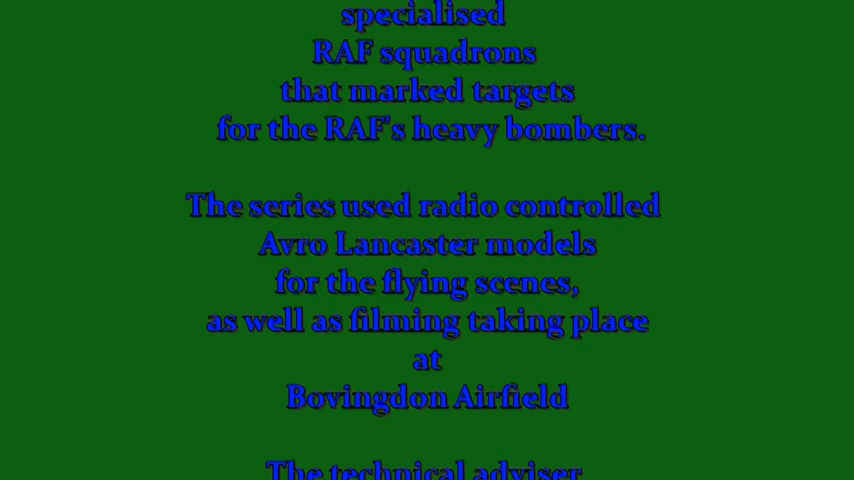 specialised
RAF squadrons
that marked targets
for the RAF's heavy bombers.
The series used radio controlled
Avro Lancaster models
for the flying scenes,
as well as filming taking place
at
Bovingdon Airfield
The technical adviser